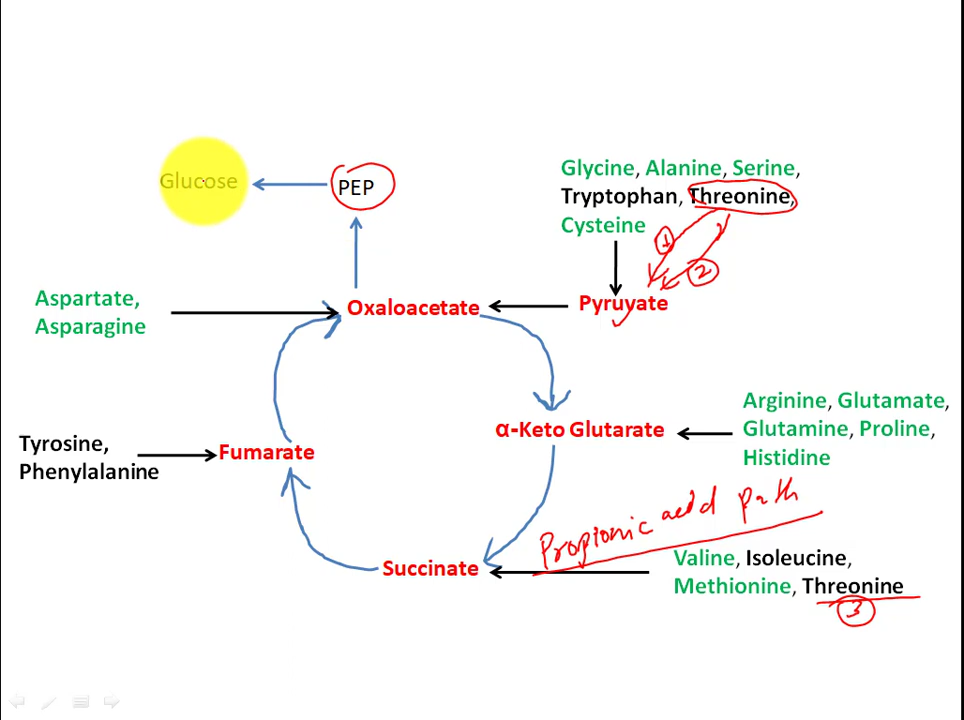 Glucose
PEP
Glycine, Alanine, Serine,
Tryptophan, Threonine,
Cysteine
1
2
Aspartate,
Asparagine
Oxaloacetate
Pyruvate
Arginine, Glutamate,
Glutamine, Proline,
Histidine
α-Keto Glutarate
Tyrosine,
Phenylalanine
Fumarate
Propionic acid path
Succinate
Valine, Isoleucine,
Methionine, Threonine
3